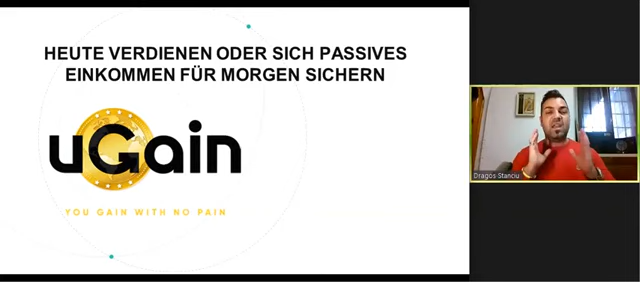 HEUTE VERDIENEN ODER SICH PASSIVES
EINKOMMEN FÜR MORGEN SICHERN
uGain
YOU GAIN WITH NO PAIN
Dragos Stanciu